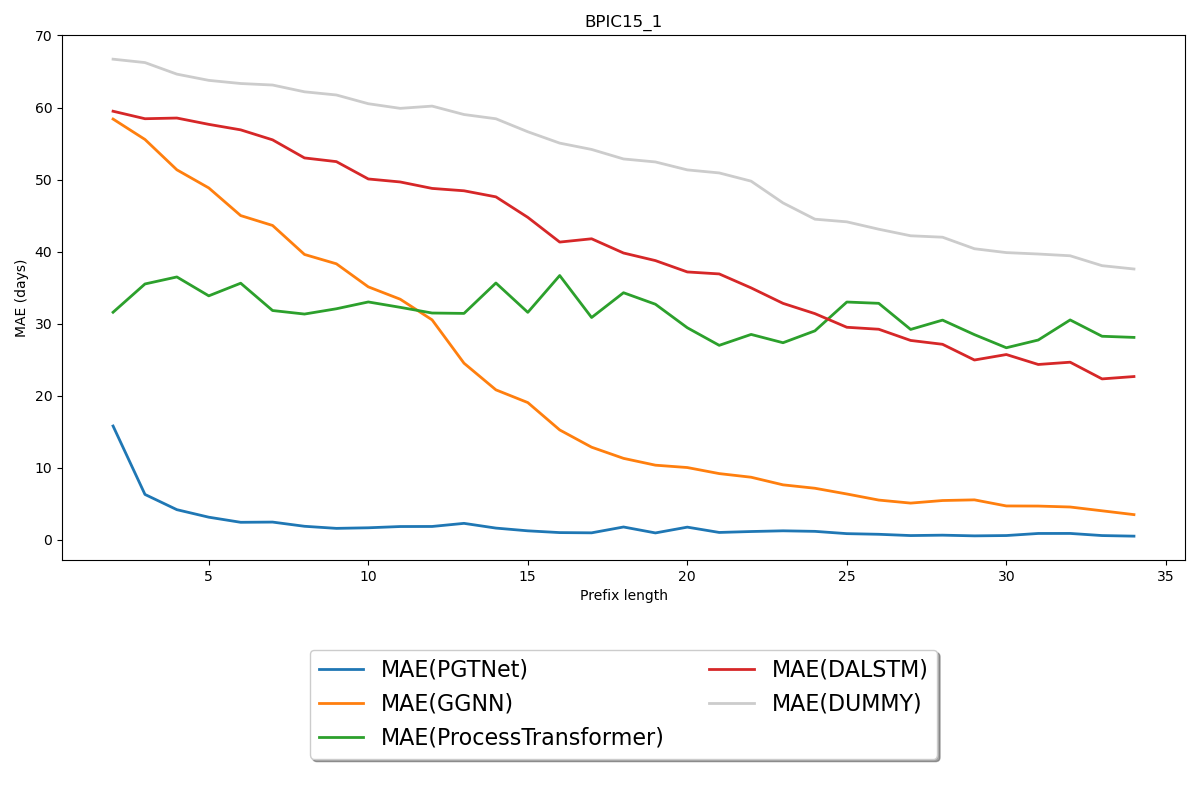 BPIC15_1
MAE (days)
70
60
50
40
30
20
10
0
5 10 15 20 25 30 35
Prefix length
MAE(PGTNet)
MAE(GGNN)
MAE(ProcessTransformer)
MAE(DALSTM)
MAE(DUMMY)